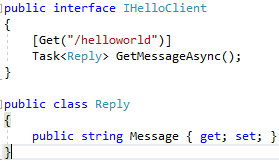 public interface IHelloClient
{
    [Get("/helloworld")]
    Task<Reply> GetMessageAsync();
}
public class Reply
{
    public string Message { get; set; }
}